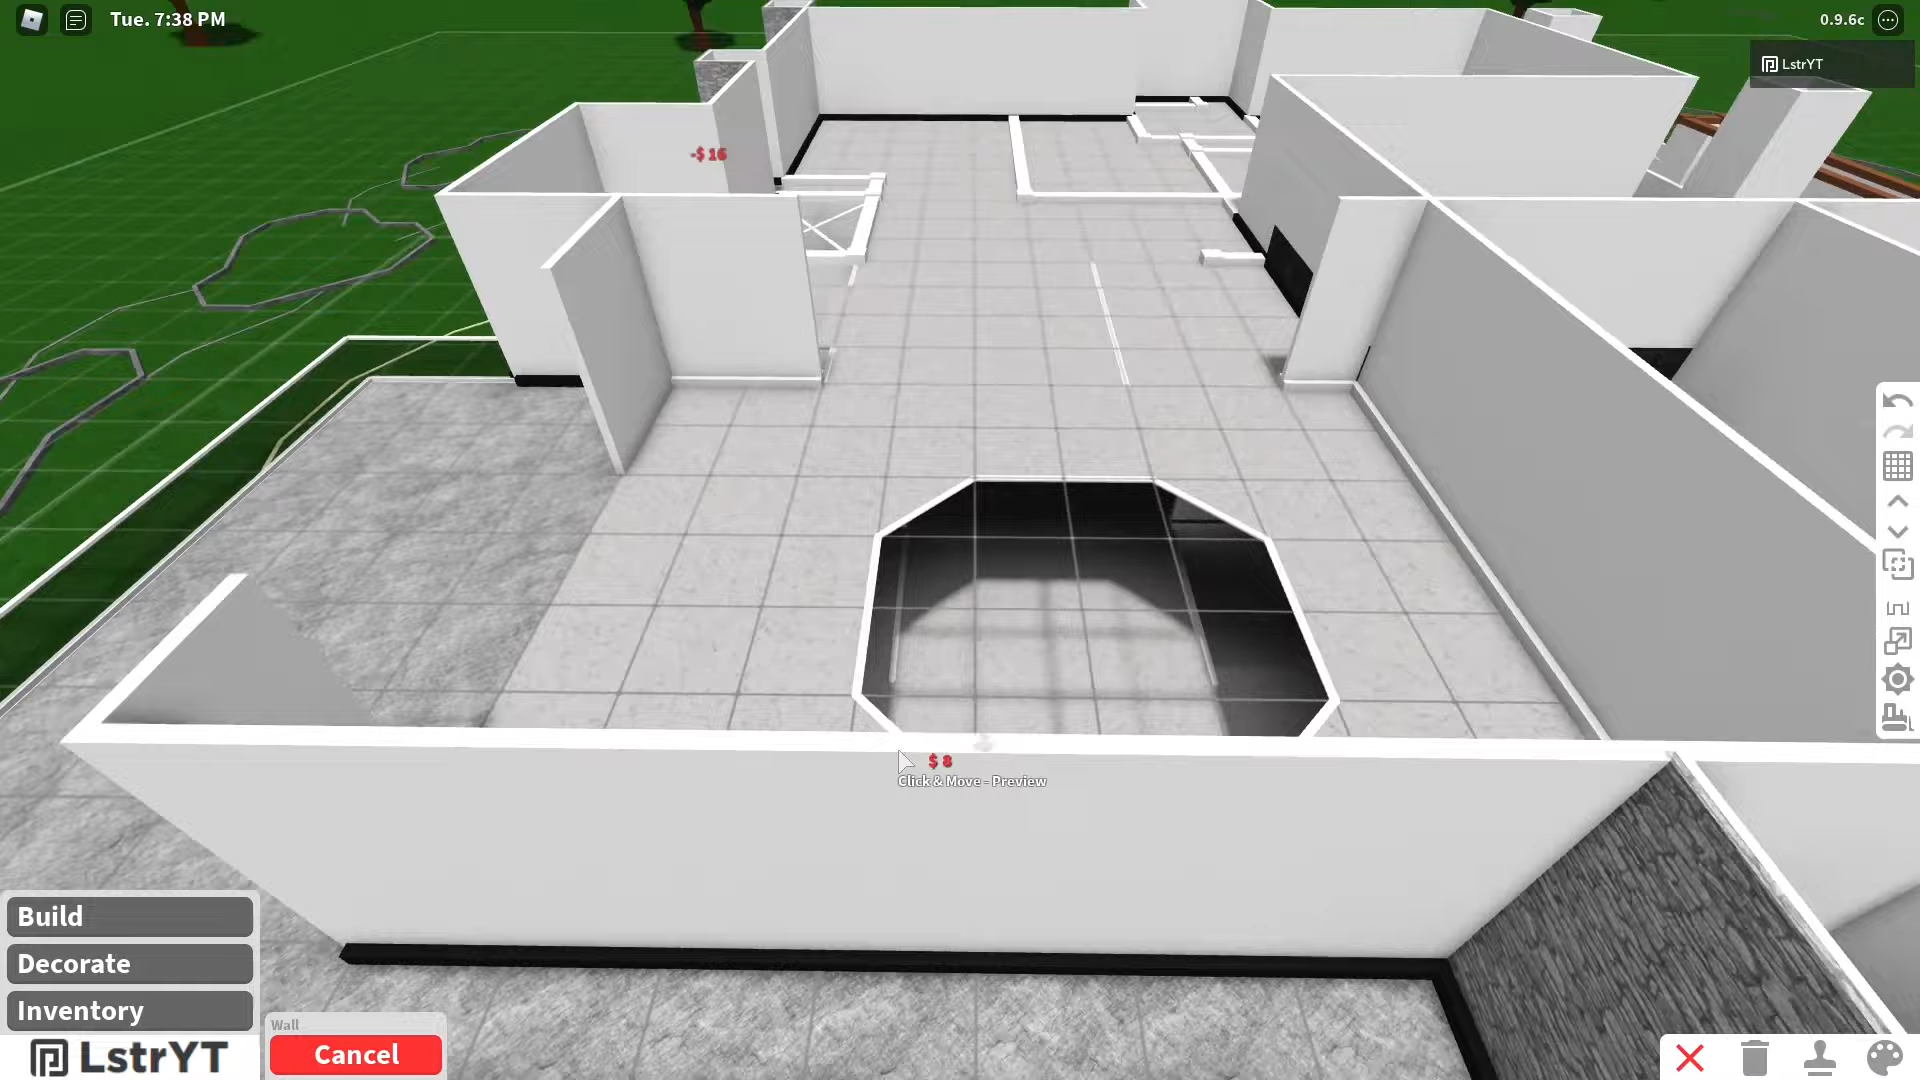 Tue. 7:38 PM
0.9.6c
LstrYT
-$ 16
$ 8
Click & Move - Preview
Build
Decorate
Inventory
Wall
Cancel
LstrYT